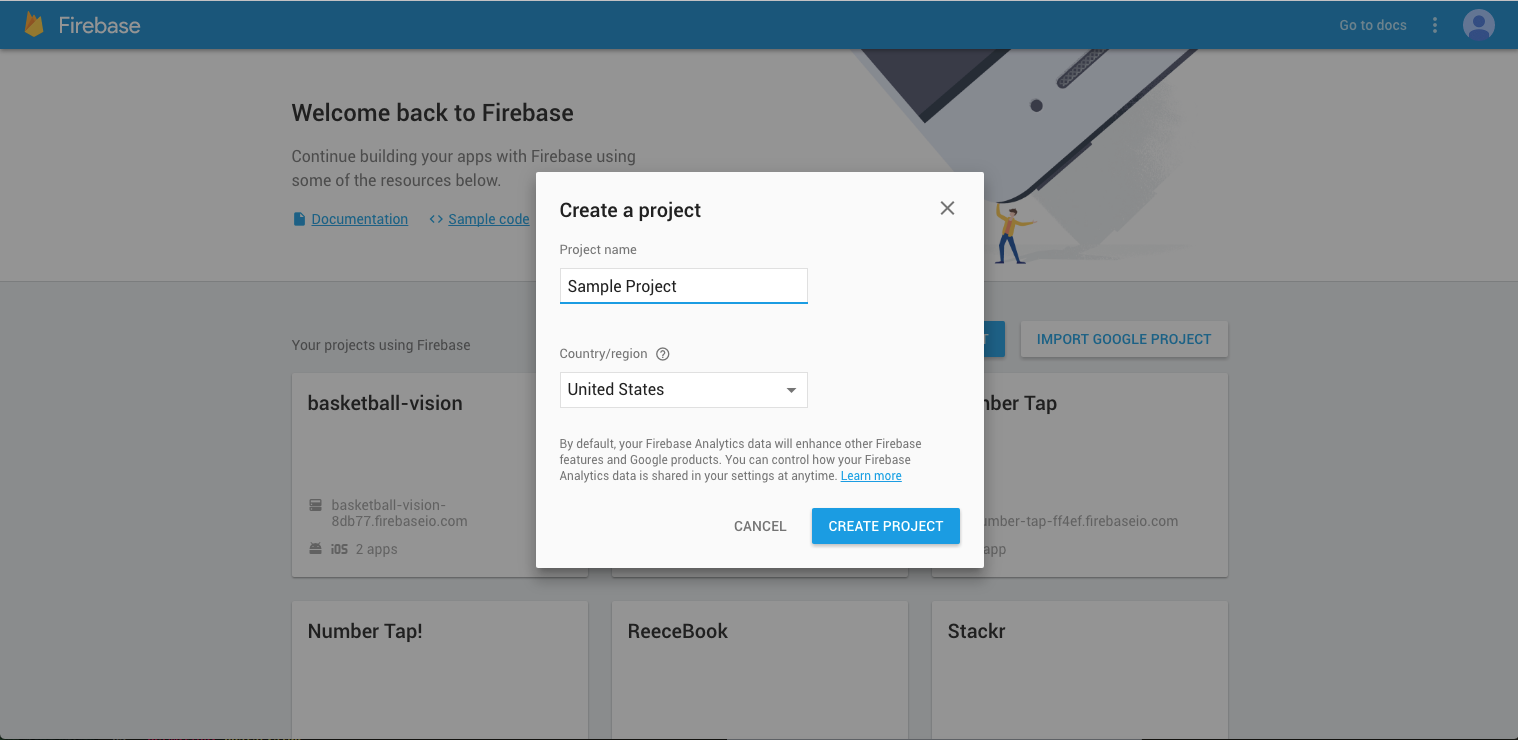 Firebase
Go to docs
Welcome back to Firebase
Continue building your apps with Firebase using
some of the resources below.
Documentation
<> Sample code
Create a project
Project name
Sample Project
Country/region
United States
By default, your Firebase Analytics data will enhance other Firebase
features and Google products. You can control how your Firebase
Analytics data is shared in your settings at anytime. Learn more
CANCEL
CREATE PROJECT
Your projects using Firebase
IMPORT GOOGLE PROJECT
basketball-vision
basketball-vision-
8db77.firebaseio.com
iOS 2 apps
Tap
umber-tap-ff4ef.firebaseio.com
app
Number Tap!
ReeceBook
Stackr